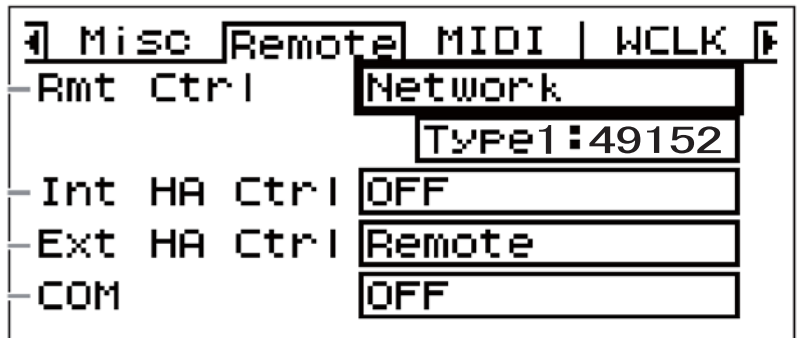 Misc Remote MIDI | WCLK
Rmt Ctrl Network
Type1:49152
Int HA Ctrl OFF
Ext HA Ctrl Remote
COM OFF